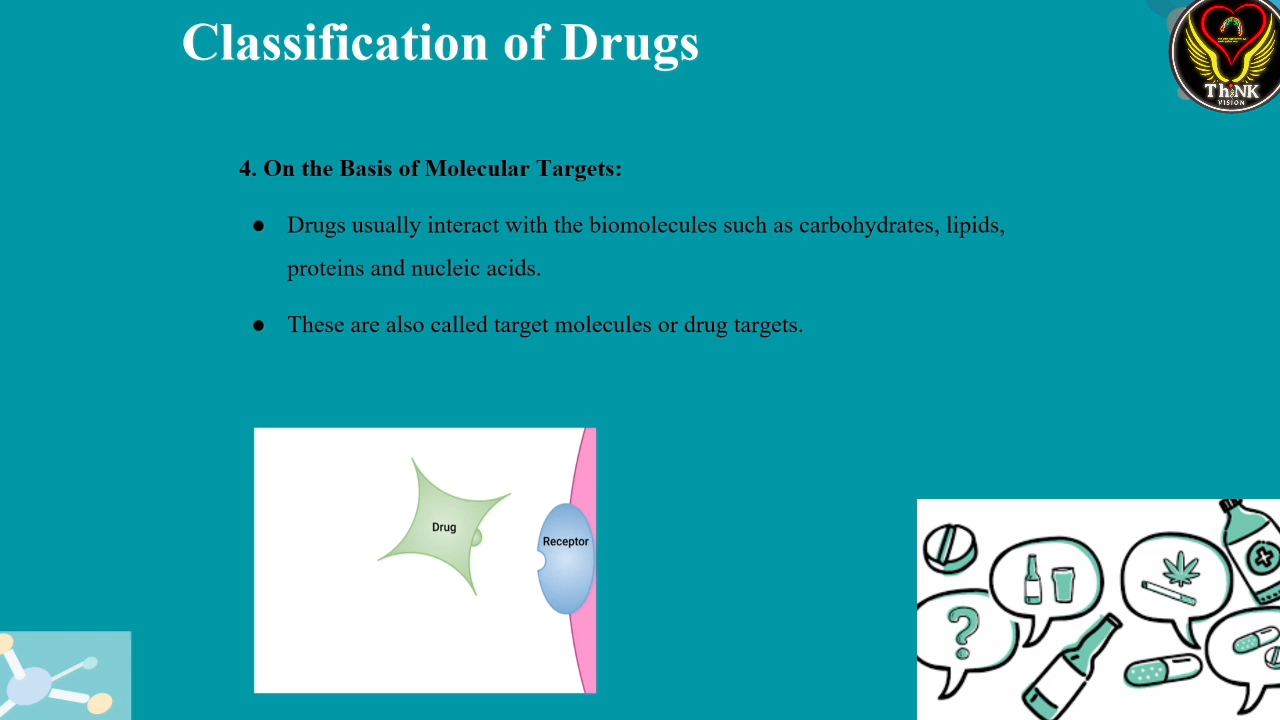 Classification of Drugs
ThiNK
VISION
4. On the Basis of Molecular Targets:
● Drugs usually interact with the biomolecules such as carbohydrates, lipids,
proteins and nucleic acids.
● These are also called target molecules or drug targets.
Drug
Receptor
?